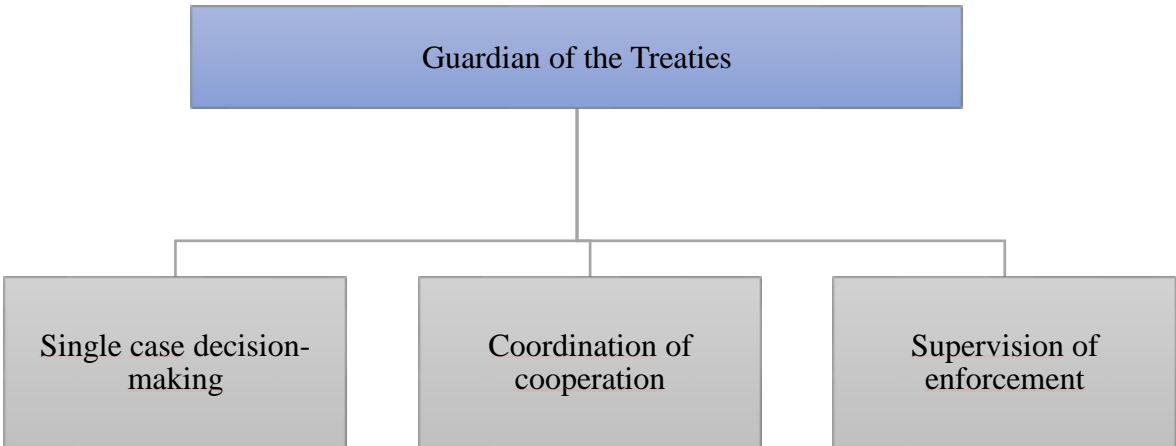 Guardian of the Treaties
Single case decision-
making
Coordination of
cooperation
Supervision of
enforcement